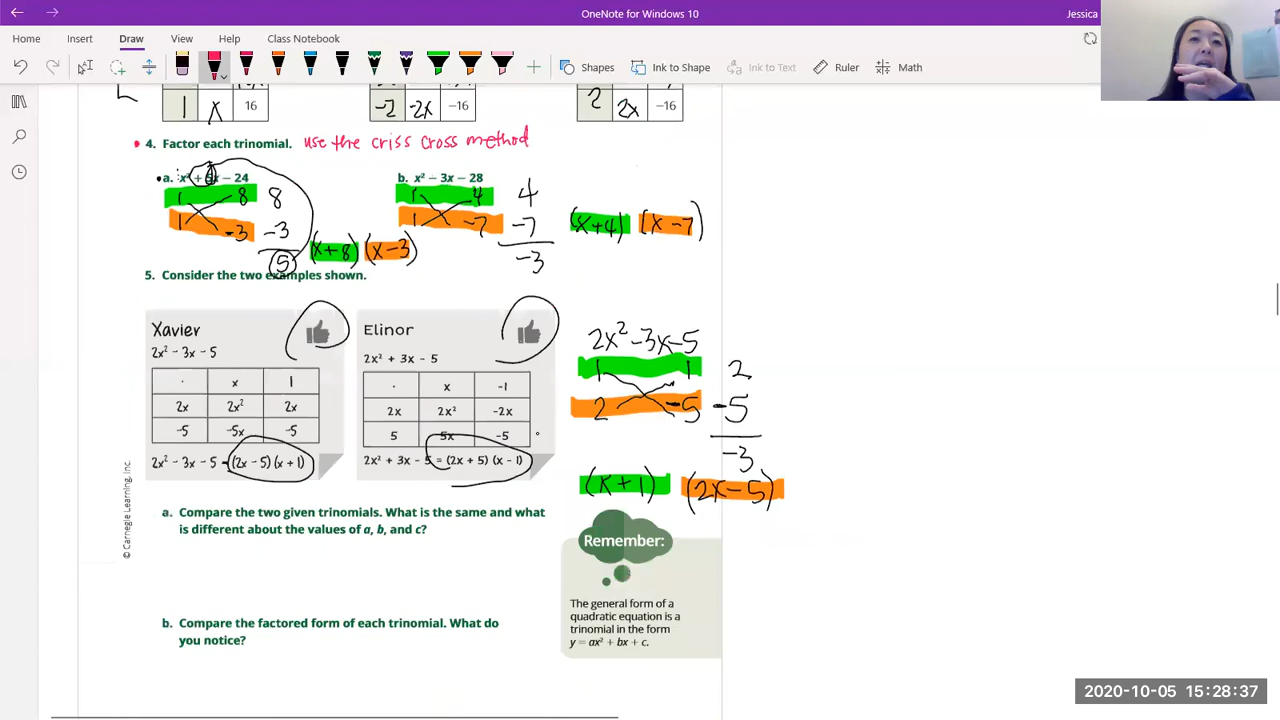 OneNote for Windows 10
Jessica
Home Insert Draw View Help Class Notebook
Shapes Ink to Shape Ink to Text Ruler Math
1 x 16
-2 -2x -16
2 2x -16
4. Factor each trinomial. use the criss cross method
a. x² + 5x − 24
1 8 8
1 -3 -3
5
(x+8) (x-3)
b. x² − 3x − 28
1 4 4
1 -7 -7
-3
(x+4) (x-7)
5. Consider the two examples shown.
Xavier
2x² − 3x − 5
· x 1
2x 2x² 2x
−5 −5x −5
2x² − 3x − 5 = (2x − 5)(x + 1)
Elinor
2x² + 3x − 5
· x −1
2x 2x² −2x
5 5x −5
2x² + 3x − 5 = (2x + 5)(x − 1)
2x² -3x-5
1 1 2
2 -5 -5
-3
(x+1) (2x-5)
© Carnegie Learning, Inc.
a. Compare the two given trinomials. What is the same and what
is different about the values of a, b, and c?
Remember:
The general form of a
quadratic equation is a
trinomial in the form
y = ax² + bx + c.
b. Compare the factored form of each trinomial. What do
you notice?
2020-10-05 15:28:37